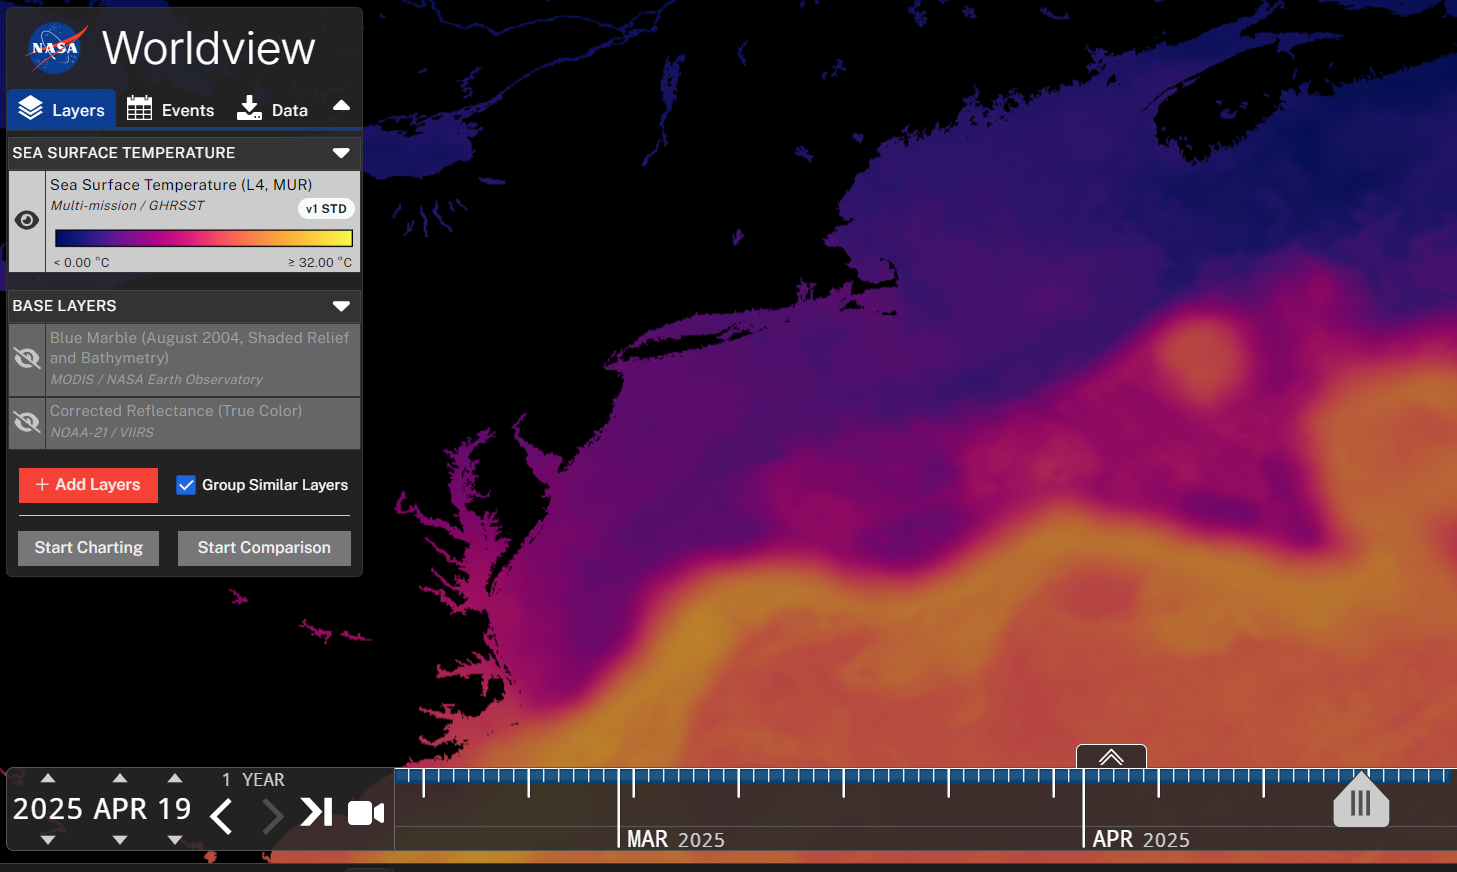 NASA
Worldview
Layers
Events
Data
SEA SURFACE TEMPERATURE
Sea Surface Temperature (L4, MUR)
Multi-mission / GHRSST
v1 STD
< 0.00 °C
≥ 32.00 °C
BASE LAYERS
Blue Marble (August 2004, Shaded Relief
and Bathymetry)
MODIS / NASA Earth Observatory
Corrected Reflectance (True Color)
NOAA-21 / VIIRS
+ Add Layers
Group Similar Layers
Start Charting
Start Comparison
1 YEAR
2025 APR 19
MAR 2025
APR 2025